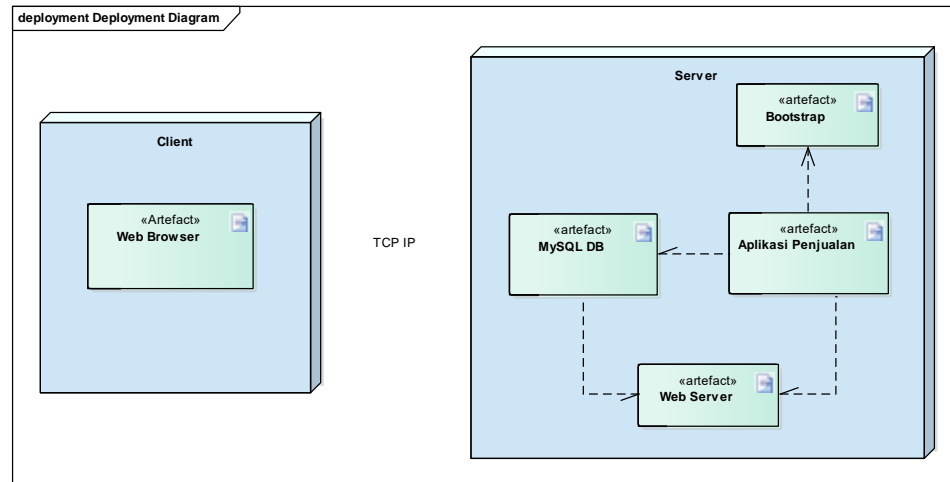 deployment Deployment Diagram
Client
«Artefact»
Web Browser
TCP IP
Server
«artefact»
Bootstrap
«artefact»
MySQL DB
«artefact»
Aplikasi Penjualan
«artefact»
Web Server